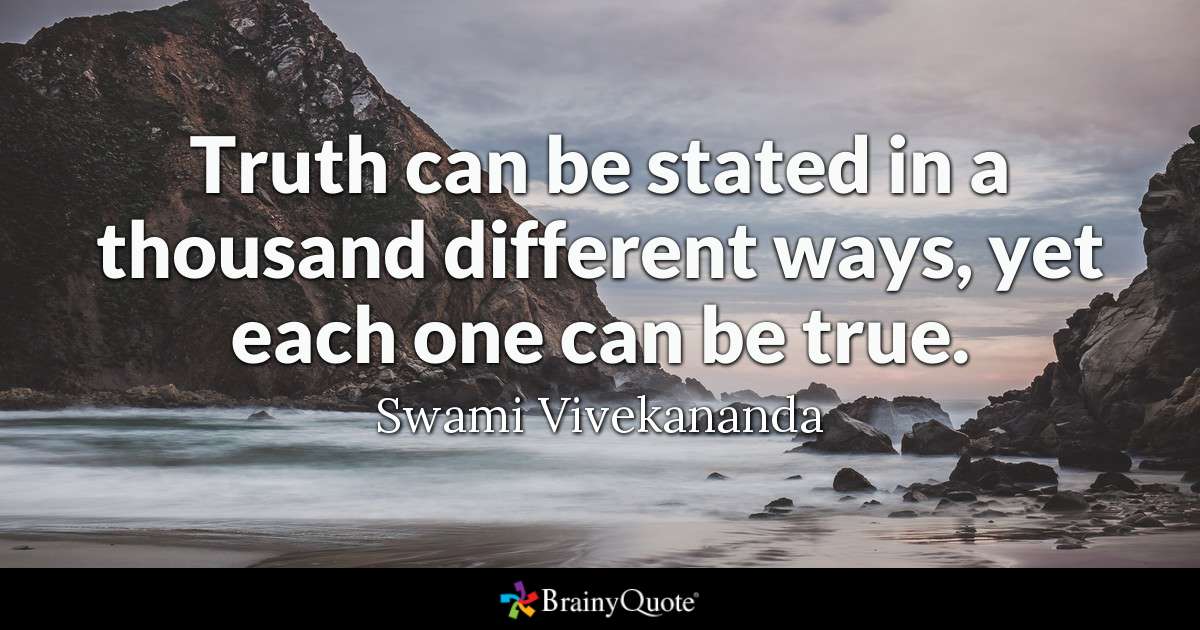 Truth can be stated in a
thousand different ways, yet
each one can be true.
Swami Vivekananda
BrainyQuote®